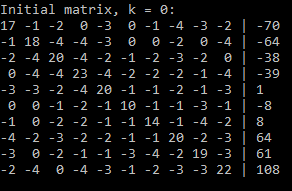 Initial matrix, k = 0:
17 -1 -2 0 -3 0 -1 -4 -3 -2 | -70
-1 18 -4 -4 -3 0 0 -2 0 -4 | -64
-2 -4 20 -4 -2 -1 -2 -3 -2 0 | -38
0 -4 -4 23 -4 -2 -2 -2 -1 -4 | -39
-3 -3 -2 -4 20 -1 -1 -2 -1 -3 | 1
0 0 -1 -2 -1 10 -1 -1 -3 -1 | -8
-1 0 -2 -2 -1 -1 14 -1 -4 -2 | 8
-4 -2 -3 -2 -2 -1 -1 20 -2 -3 | 64
-3 0 -2 -1 -1 -3 -4 -2 19 -3 | 61
-2 -4 0 -4 -3 -1 -2 -3 -3 22 | 108